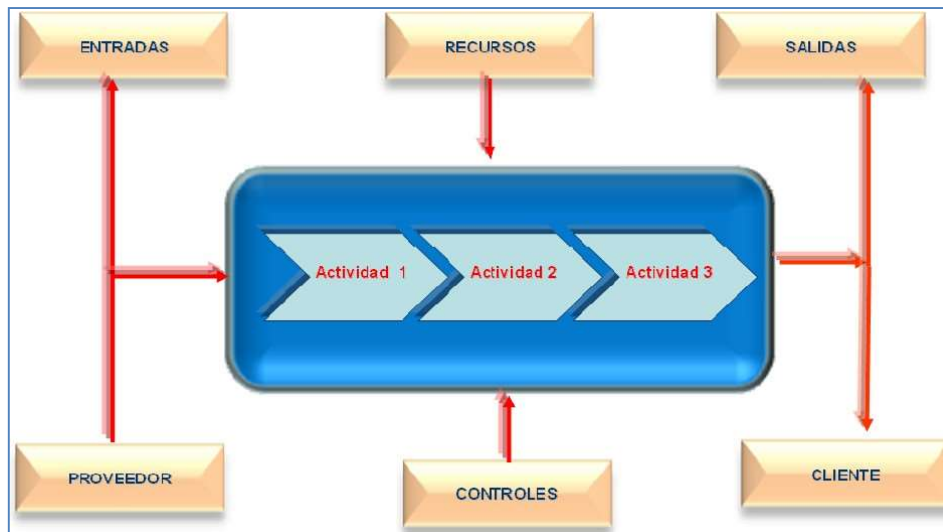 ENTRADAS
RECURSOS
SALIDAS
Actividad 1
Actividad 2
Actividad 3
PROVEEDOR
CONTROLES
CLIENTE